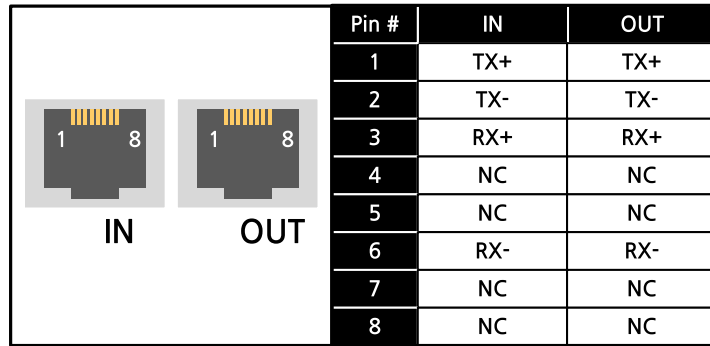 1 8 1 8
IN OUT
Pin # IN OUT
1 TX+ TX+
2 TX- TX-
3 RX+ RX+
4 NC NC
5 NC NC
6 RX- RX-
7 NC NC
8 NC NC